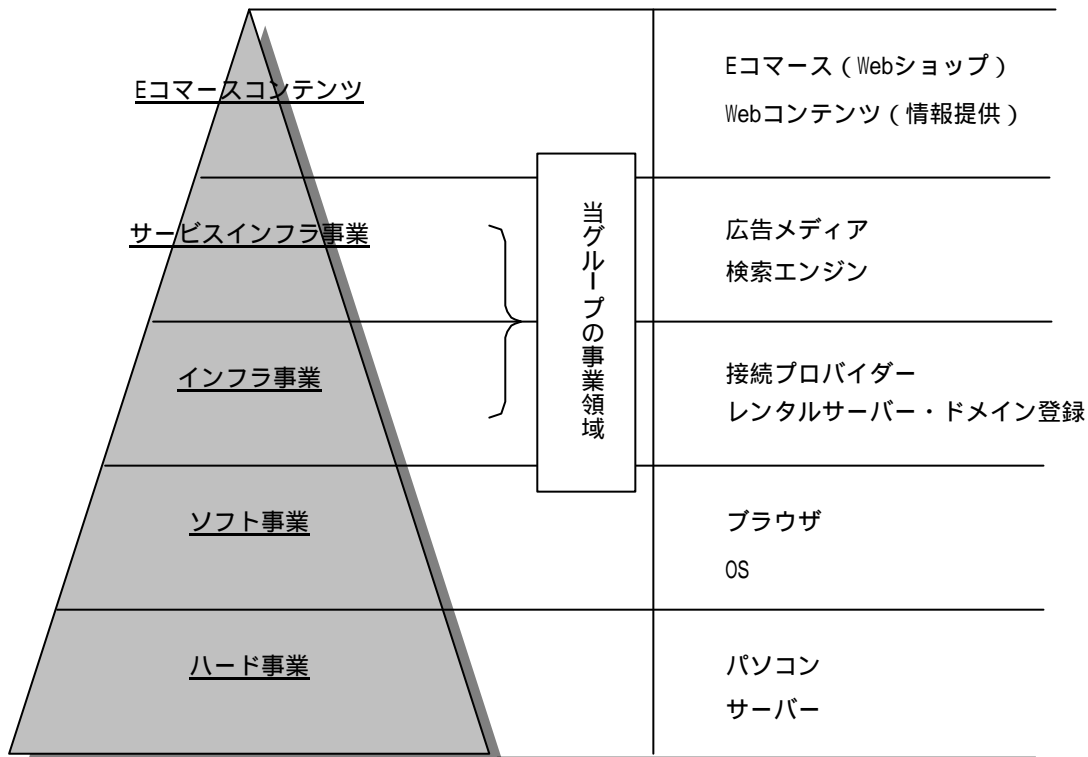 Eコマースコンテンツ
Eコマース（Webショップ）
Webコンテンツ（情報提供）
サービスインフラ事業
当グループの事業領域
広告メディア
検索エンジン
インフラ事業
接続プロバイダー
レンタルサーバー・ドメイン登録
ソフト事業
ブラウザ
OS
ハード事業
パソコン
サーバー